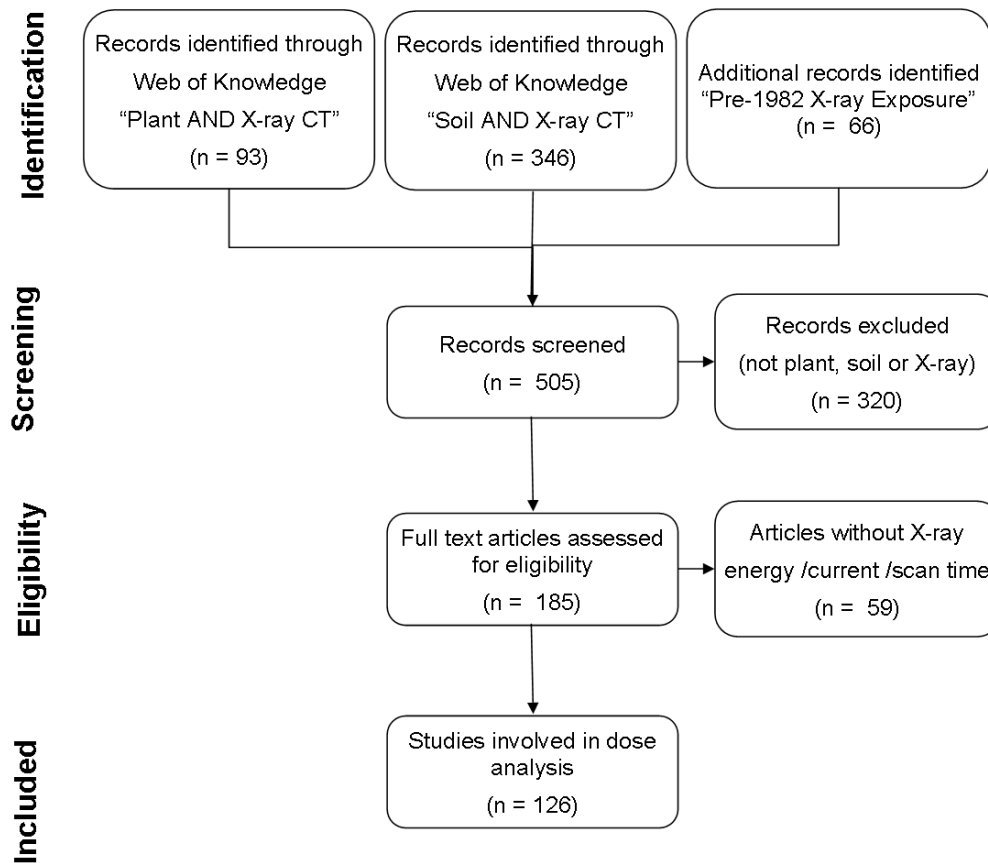 Identification
Records identified through
Web of Knowledge
“Plant AND X-ray CT”
(n = 93)
Records identified through
Web of Knowledge
“Soil AND X-ray CT”
(n = 346)
Additional records identified
“Pre-1982 X-ray Exposure”
(n = 66)
Screening
Records screened
(n = 505)
Records excluded
(not plant, soil or X-ray)
(n = 320)
Eligibility
Full text articles assessed
for eligibility
(n = 185)
Articles without X-ray
energy /current /scan time
(n = 59)
Included
Studies involved in dose
analysis
(n = 126)